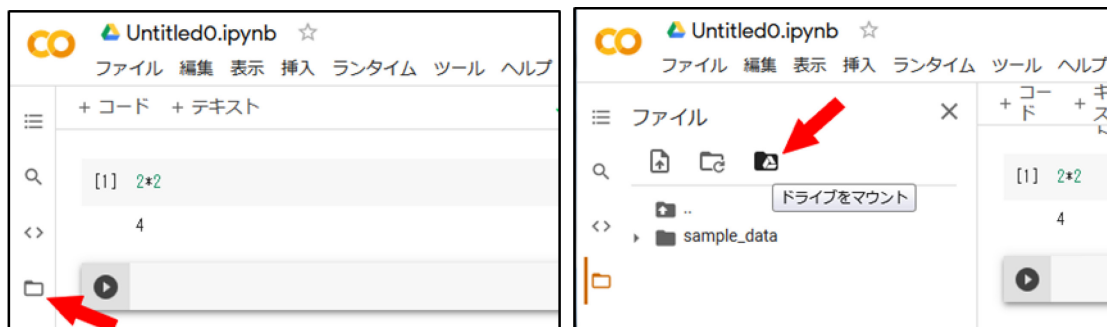 Untitled0.ipynb
ファイル 編集 表示 挿入 ランタイム ツール ヘルプ
+ コード + テキスト
[1] 2*2
4
Untitled0.ipynb
ファイル 編集 表示 挿入 ランタイム ツール ヘルプ
ファイル
ドライブをマウント
..
sample_data
+ コー
ド
+
[1] 2*2
4